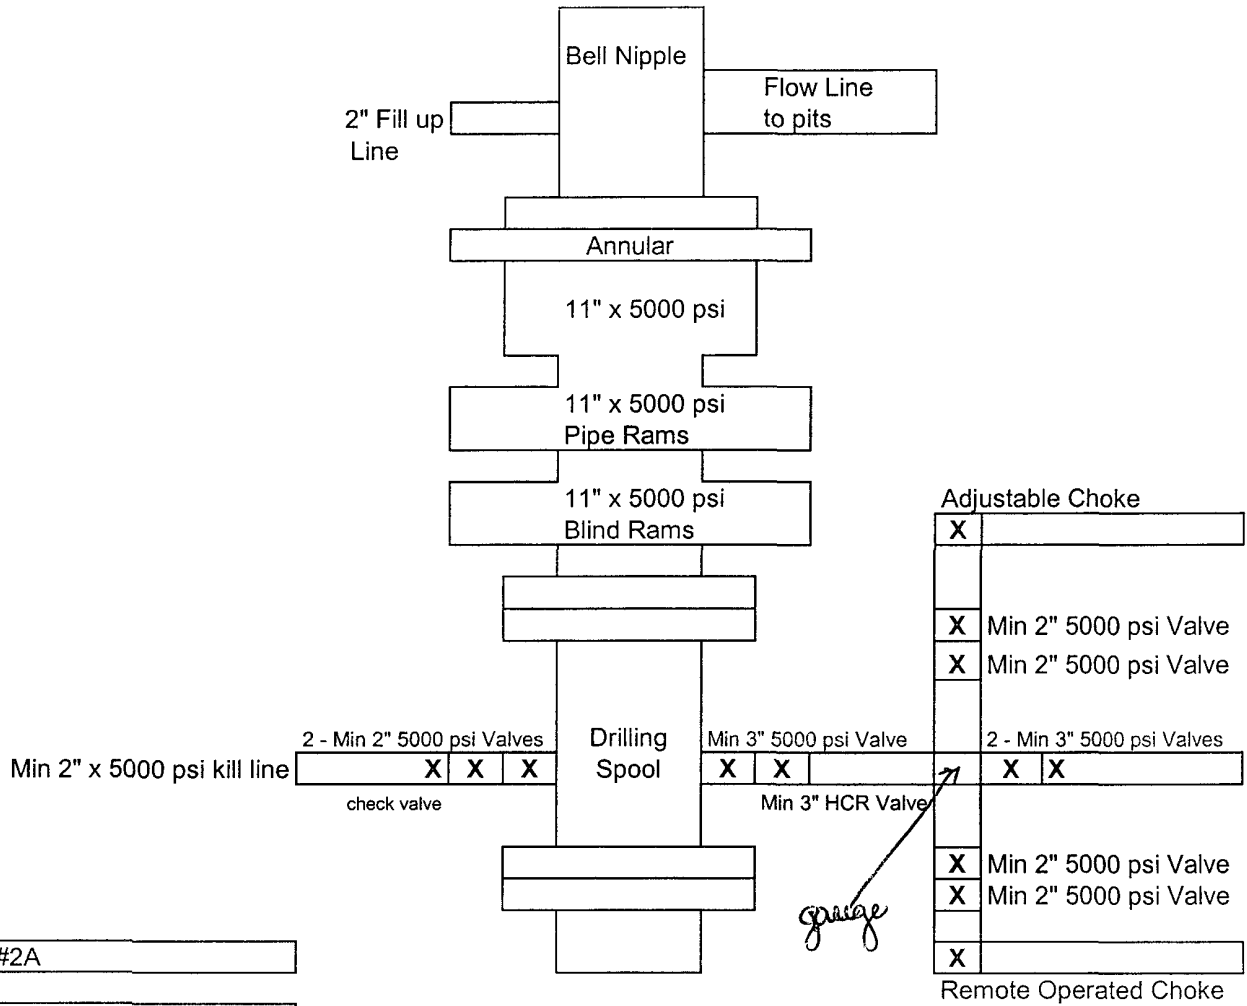 Bell Nipple
Flow Line
to pits
2" Fill up
Line
Annular
11" x 5000 psi
11" x 5000 psi
Pipe Rams
11" x 5000 psi
Blind Rams
Adjustable Choke
X
X Min 2" 5000 psi Valve
X Min 2" 5000 psi Valve
2 - Min 2" 5000 psi Valves
Drilling
Spool
Min 3" 5000 psi Valve
2 - Min 3" 5000 psi Valves
Min 2" x 5000 psi kill line
X X X
X X
X X
check valve
Min 3" HCR Valve
X Min 2" 5000 psi Valve
X Min 2" 5000 psi Valve
gauge
#2A
X
Remote Operated Choke